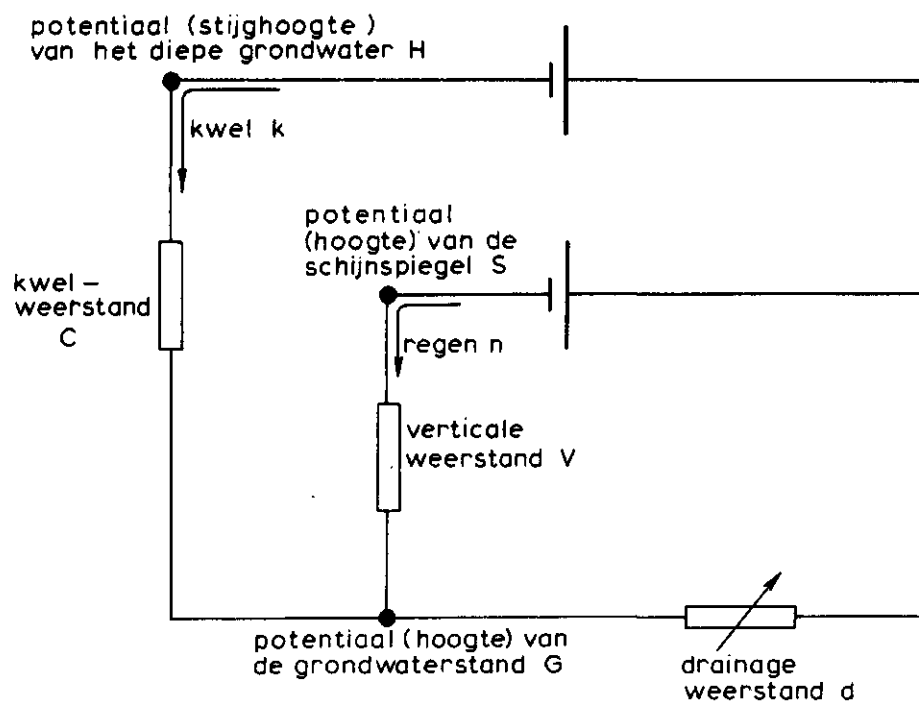 potentiaal (stijghoogte)
van het diepe grondwater H
kwel k
potentiaal
(hoogte) van de
schijnspiegel S
kwel-
weerstand
C
regen n
verticale
weerstand V
potentiaal (hoogte) van
de grondwaterstand G
drainage
weerstand d